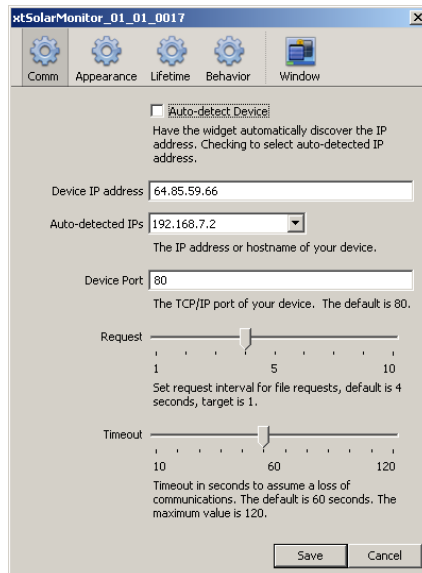 xtSolarMonitor_01_01_0017
Comm Appearance Lifetime Behavior Window
Auto-detect Device
Have the widget automatically discover the IP
address. Checking to select auto-detected IP
address.
Device IP address 64.85.59.66
Auto-detected IPs 192.168.7.2
The IP address or hostname of your device.
Device Port 80
The TCP/IP port of your device. The default is 80.
Request
1 5 10
Set request interval for file requests, default is 4
seconds, target is 1.
Timeout
10 60 120
Timeout in seconds to assume a loss of
communications. The default is 60 seconds. The
maximum value is 120.
Save Cancel